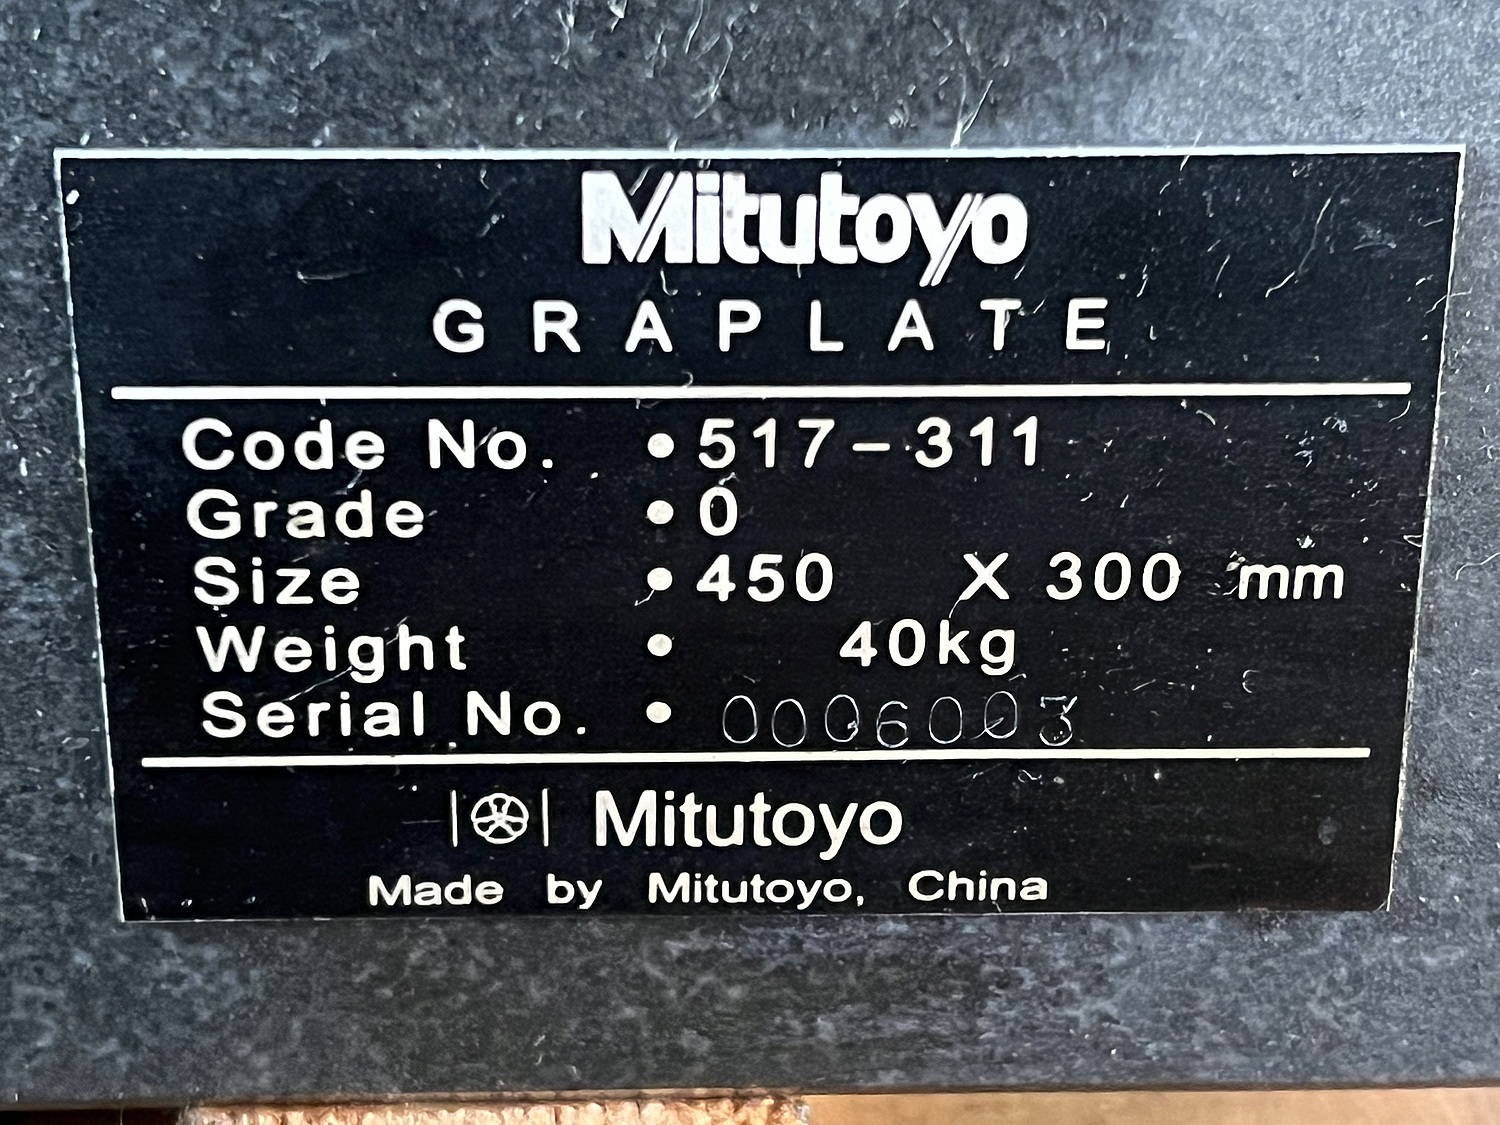 Mitutoyo
GRAPLATE
Code No. • 517-311
Grade • 0
Size • 450 X 300 mm
Weight • 40kg
Serial No. • 0006003
Mitutoyo
Made by Mitutoyo, China